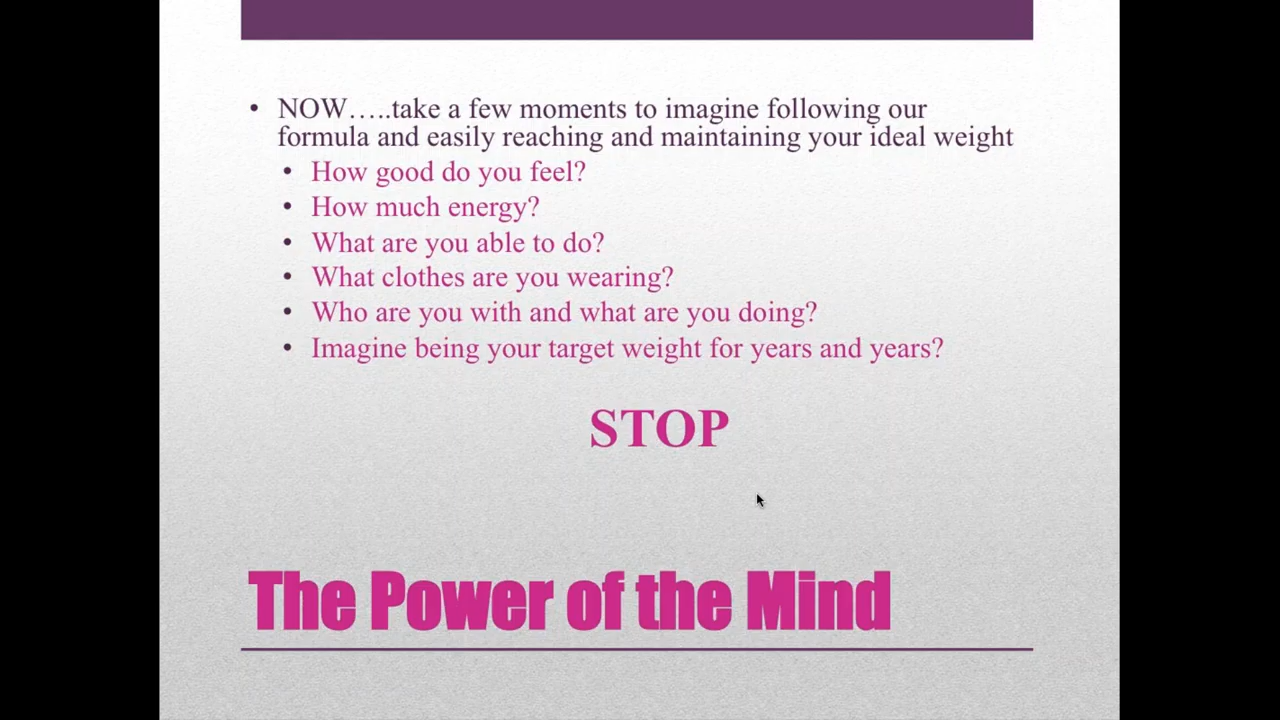 • NOW…..take a few moments to imagine following our
formula and easily reaching and maintaining your ideal weight
• How good do you feel?
• How much energy?
• What are you able to do?
• What clothes are you wearing?
• Who are you with and what are you doing?
• Imagine being your target weight for years and years?
STOP
The Power of the Mind